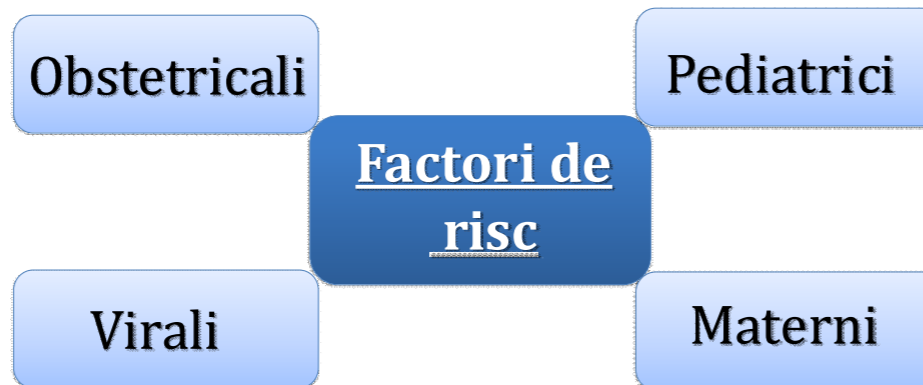 Obstetricali
Pediatrici
Factori de
risc
Virali
Materni